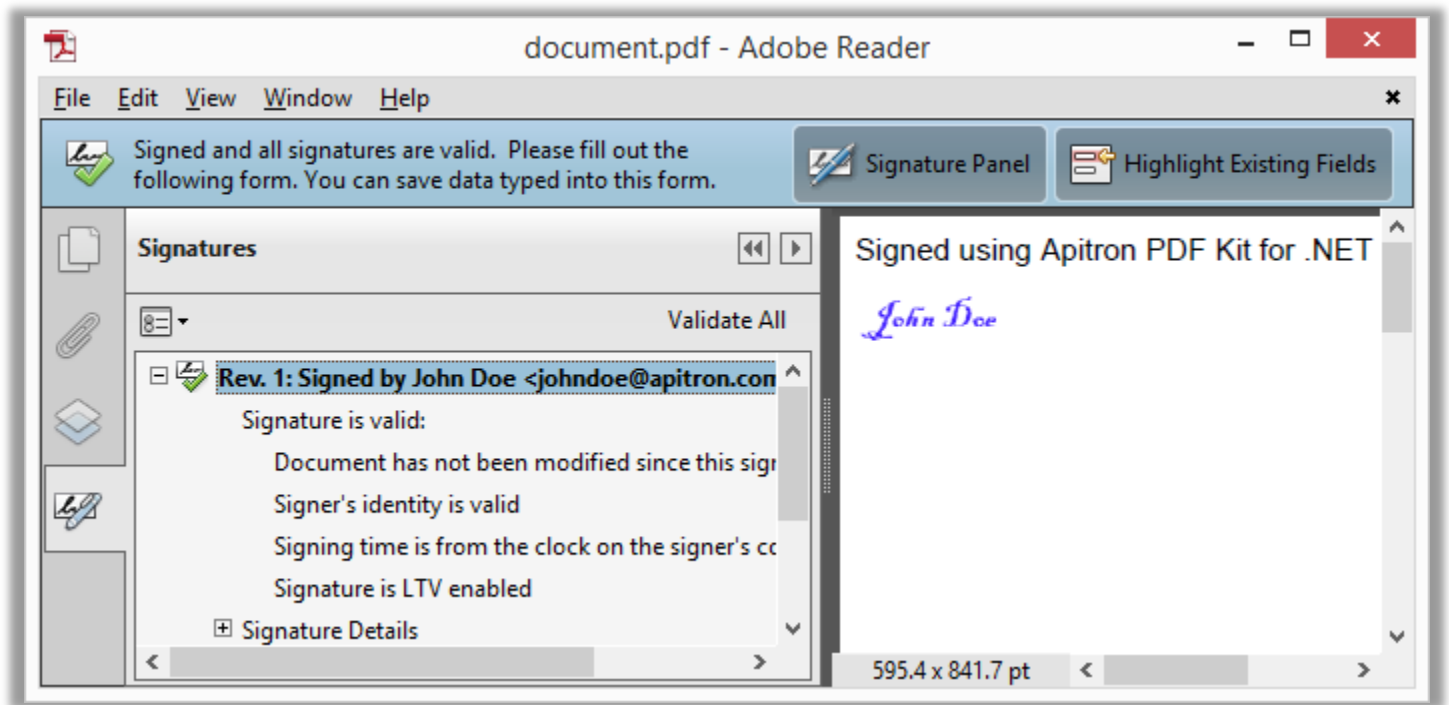 document.pdf - Adobe Reader
File Edit View Window Help
Signed and all signatures are valid. Please fill out the
following form. You can save data typed into this form.
Signature Panel
Highlight Existing Fields
Signatures
Validate All
Rev. 1: Signed by John Doe <johndoe@apitron.com
Signature is valid:
Document has not been modified since this
Signer's identity is valid
Signing time is from the clock on the signer's
Signature is LTV enabled
Signature Details
Signed using Apitron PDF Kit for .NET
John Doe
595.4 x 841.7 pt